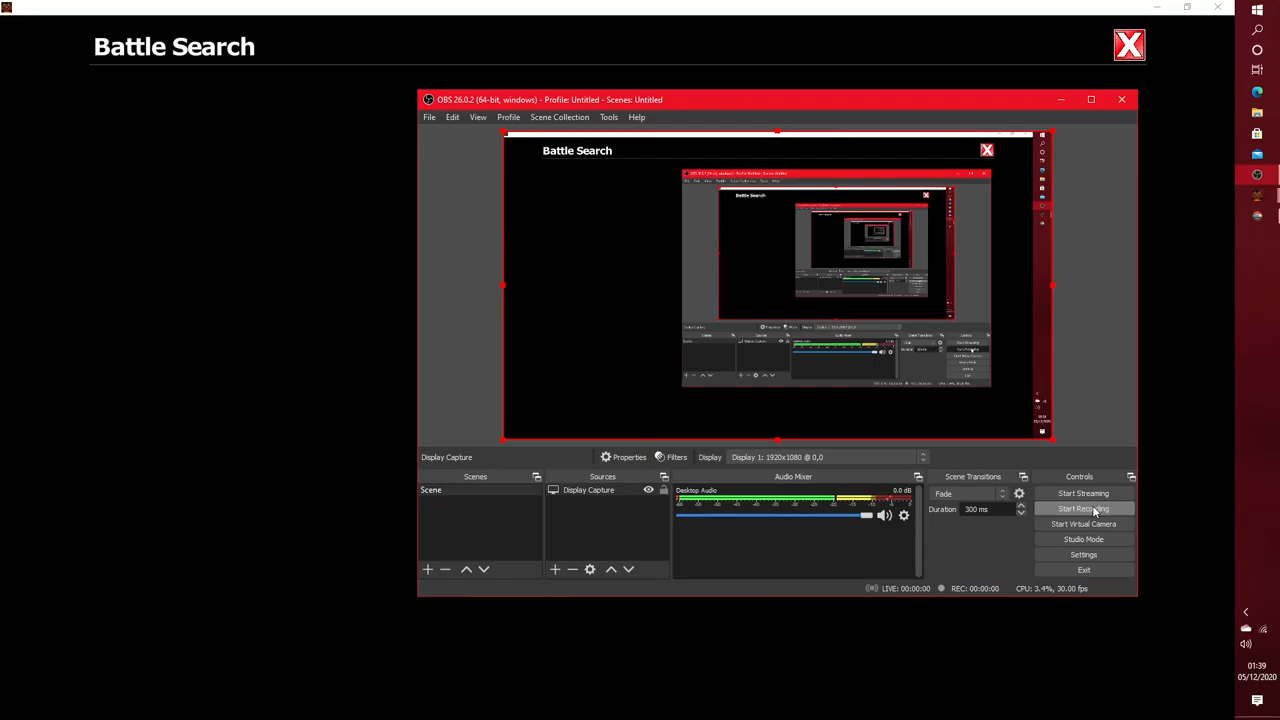 Battle Search
OBS 26.0.2 (64-bit, windows) - Profile: Untitled - Scenes: Untitled
File Edit View Profile Scene Collection Tools Help
Battle Search
Battle Search
Display Capture Properties Filters Display Display 1: 1920x1080 @ 0,0
Scenes Sources Audio Mixer Scene Transitions Controls
Scene
Display Capture
Desktop Audio 0.0 dB
Fade
Duration 300 ms
Start Streaming
Start Recording
Start Virtual Camera
Studio Mode
Settings
Exit
LIVE: 00:00:00 REC: 00:00:00 CPU: 3.4%, 30.00 fps
01:39
05/12/2020